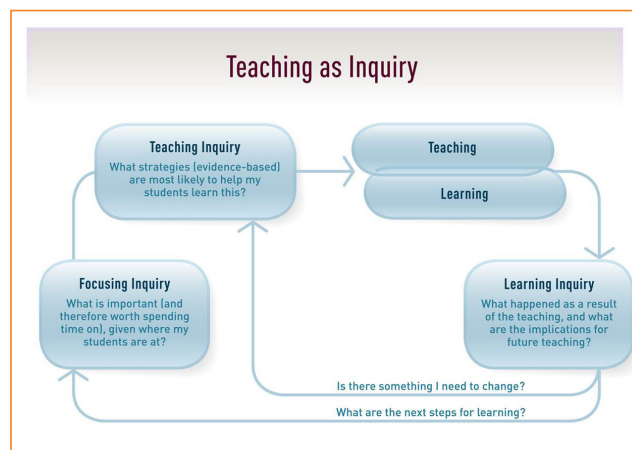 Teaching as Inquiry
Teaching Inquiry
What strategies (evidence-based)
are most likely to help my
students learn this?
Teaching
Learning
Focusing Inquiry
What is important (and
therefore worth spending
time on), given where my
students are at?
Learning Inquiry
What happened as a result
of the teaching, and what
are the implications for
future teaching?
Is there something I need to change?
What are the next steps for learning?